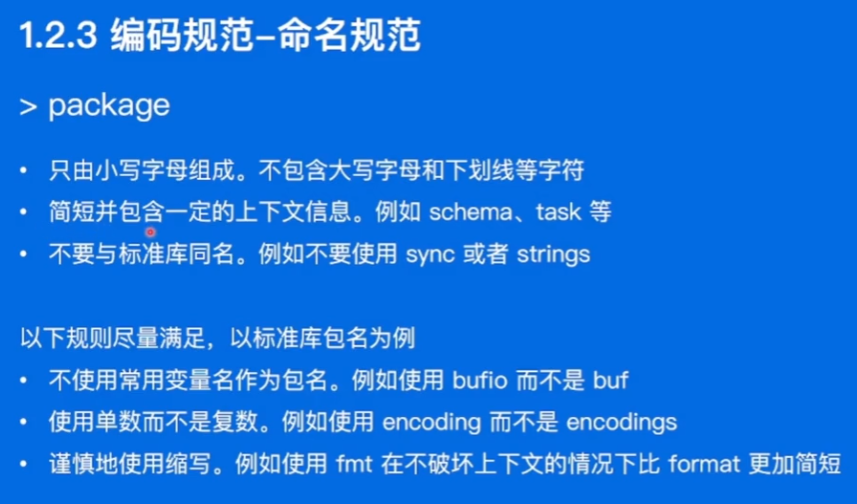 1.2.3 编码规范-命名规范
> package
• 只由小写字母组成。不包含大写字母和下划线等字符
• 简短并包含一定的上下文信息。例如 schema、task 等
• 不要与标准库同名。例如不要使用 sync 或者 strings
以下规则尽量满足，以标准库包名为例
• 不使用常用变量名作为包名。例如使用 bufio 而不是 buf
• 使用单数而不是复数。例如使用 encoding 而不是 encodings
• 谨慎地使用缩写。例如使用 fmt 在不破坏上下文的情况下比 format 更加简短